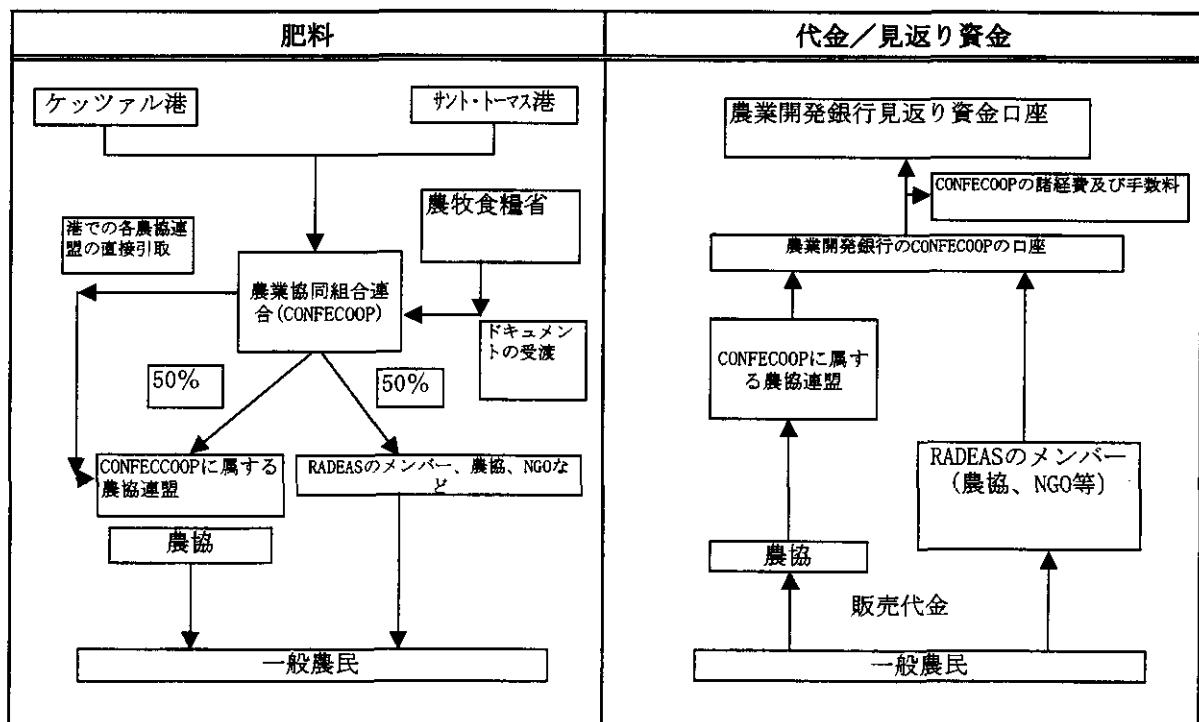 肥料
ケッツァル港
サント・トーマス港
港での各農協連
盟の直接引取
農牧食糧省
農業協同組合連
合(CONFECOOP)
ドキュメン
トの受渡
50%
50%
CONFECCOOPに属する
農協連盟
RADEASのメンバー、農協、NGOな
ど
農協
一般農民
代金／見返り資金
農業開発銀行見返り資金口座
CONFECOOPの諸経費及び手数料
農業開発銀行のCONFECOOPの口座
CONFECOOPに属す
る農協連盟
RADEASのメンバー
(農協、NGO等)
農協
販売代金
一般農民